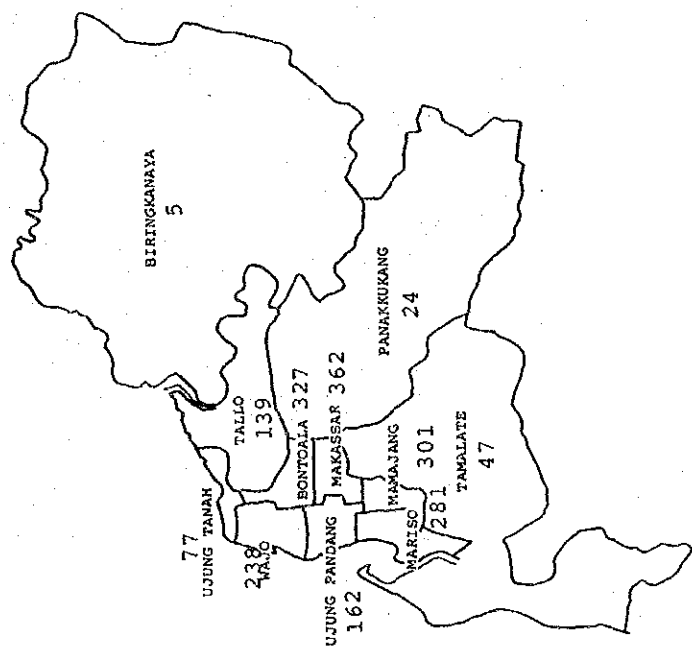 BIRINGKANAYA
5
TALLO
139
77
UJUNG TANAH
238
WAJO
BONTOALA 327
MAKASSAR 362
PANAKKUKANG
24
UJUNG PANDANG
162
MAMAJANG
301
MARISO
281
TAMALATE
47